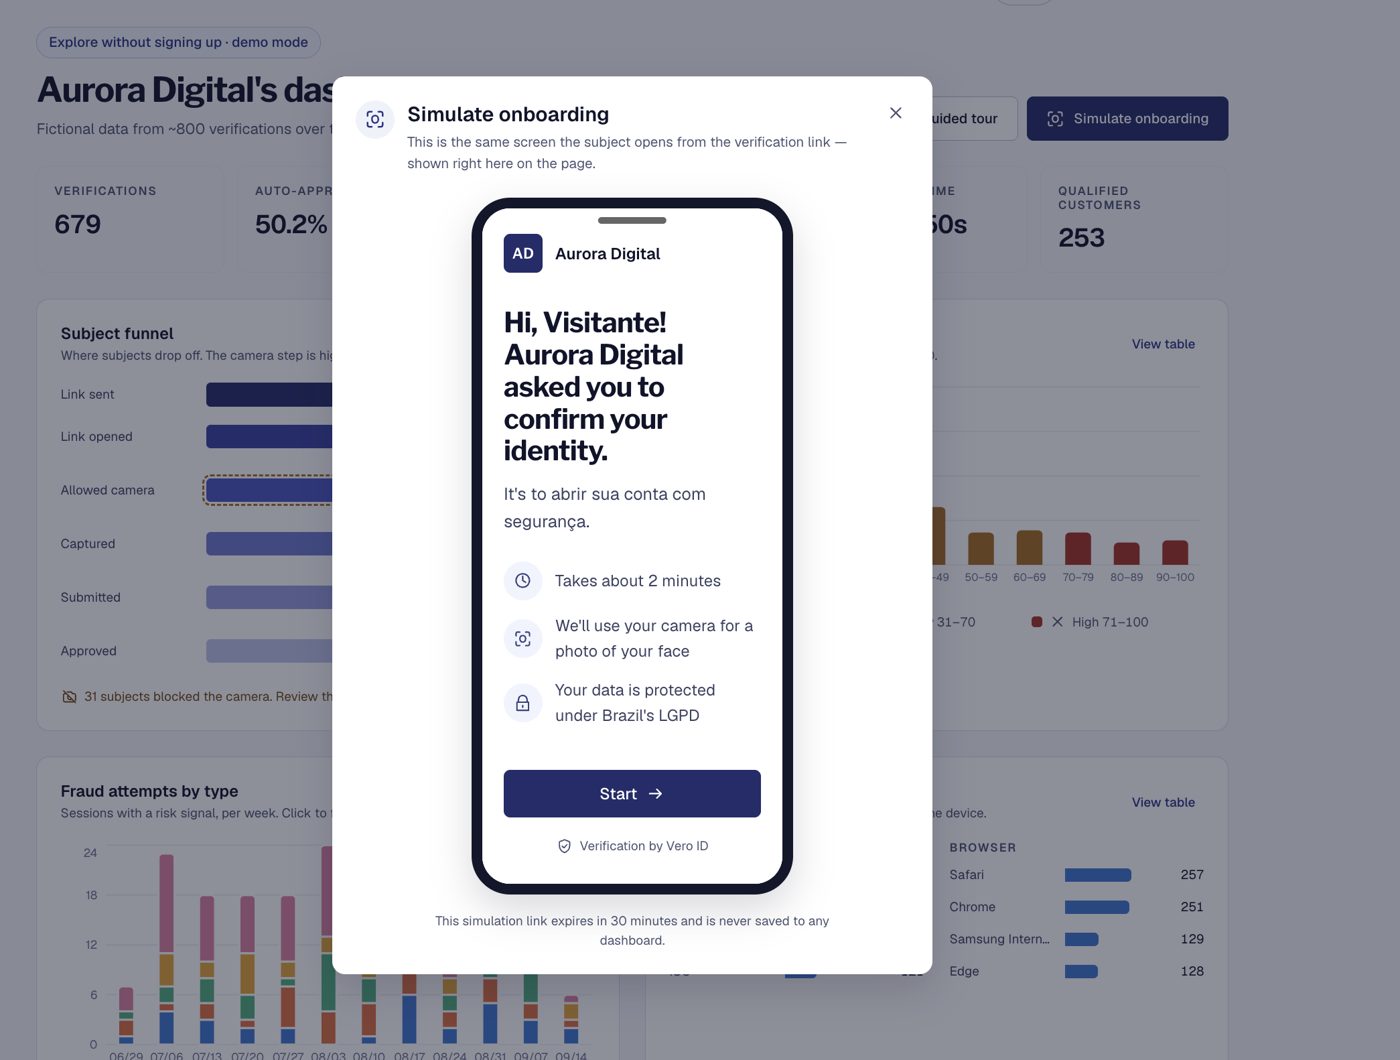 Explore without signing up · demo mode
Aurora Digital's das
Fictional data from ~800 verifications over
uided tour
Simulate onboarding
VERIFICATIONS
679
AUTO-APPR
50.2%
IME
50s
QUALIFIED
CUSTOMERS
253
Simulate onboarding
This is the same screen the subject opens from the verification link —
shown right here on the page.
AD
Aurora Digital
Hi, Visitante!
Aurora Digital
asked you to
confirm your
identity.
It's to abrir sua conta com
segurança.
Takes about 2 minutes
We'll use your camera for a
photo of your face
Your data is protected
under Brazil's LGPD
Start →
Verification by Vero ID
This simulation link expires in 30 minutes and is never saved to any
dashboard.
Subject funnel
Where subjects drop off. The camera step is hig
Link sent
Link opened
Allowed camera
Captured
Submitted
Approved
31 subjects blocked the camera. Review th
View table
-49 50–59 60–69 70–79 80–89 90–100
31–70
High 71–100
Fraud attempts by type
Sessions with a risk signal, per week. Click to
24
18
12
6
0
06/29 07/06 07/13 07/20 07/27 08/03 08/10 08/17 08/24 08/31 09/07 09/14
View table
he device.
BROWSER
Safari 257
Chrome 251
Samsung Intern... 129
Edge 128